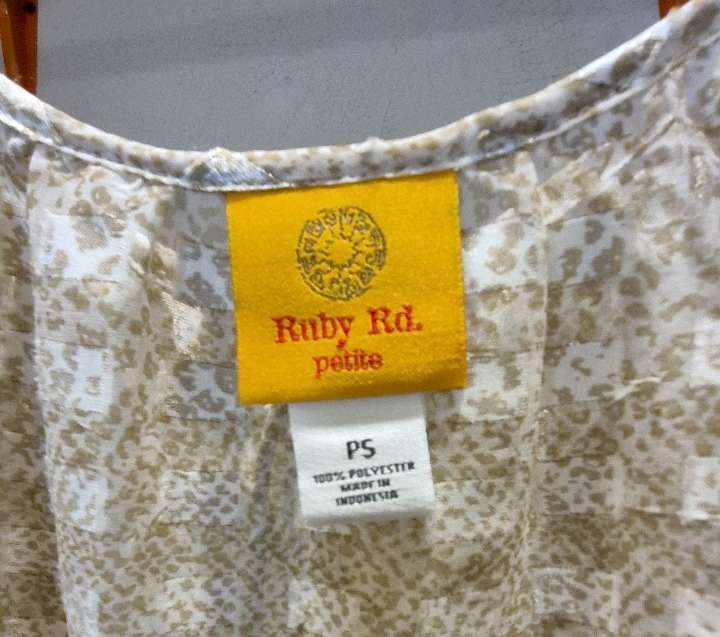 Ruby Rd.
petite
PS
100% POLYESTER
MADE IN
INDONESIA